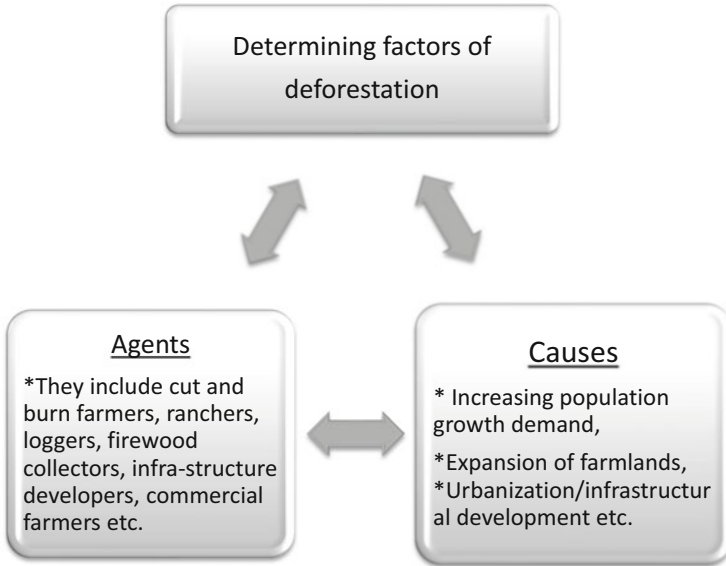 Determining factors of
deforestation
Agents
*They include cut and
burn farmers, ranchers,
loggers, firewood
collectors, infra-structure
developers, commercial
farmers etc.
Causes
* Increasing population
growth demand,
*Expansion of farmlands,
*Urbanization/infrastructur
al development etc.